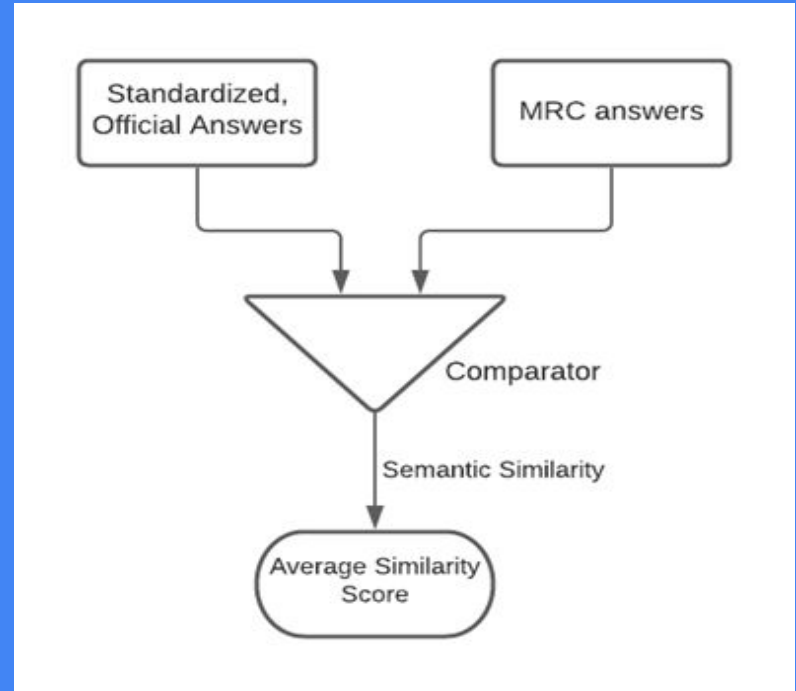 Standardized,
Official Answers
MRC answers
Comparator
Semantic Similarity
Average Similarity
Score